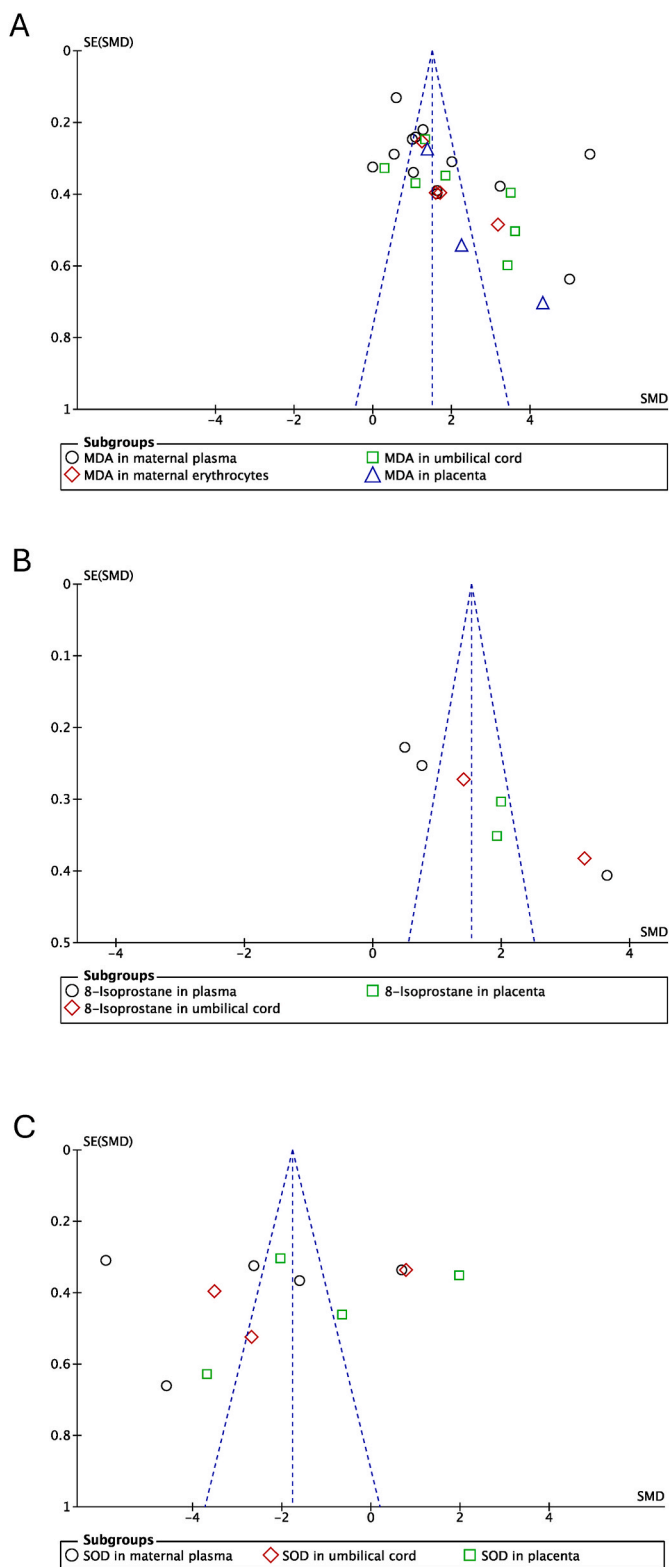 A
SE(SMD)
0
0.2
0.4
0.6
0.8
1
-4 -2 0 2 4
SMD
Subgroups
MDA in maternal plasma MDA in umbilical cord
MDA in maternal erythrocytes MDA in placenta
B
SE(SMD)
0
0.1
0.2
0.3
0.4
0.5
-4 -2 0 2 4
SMD
Subgroups
8-Isoprostane in plasma 8-Isoprostane in placenta
8-Isoprostane in umbilical cord
C
SE(SMD)
0
0.2
0.4
0.6
0.8
1
-4 -2 0 2 4
SMD
Subgroups
SOD in maternal plasma SOD in umbilical cord SOD in placenta